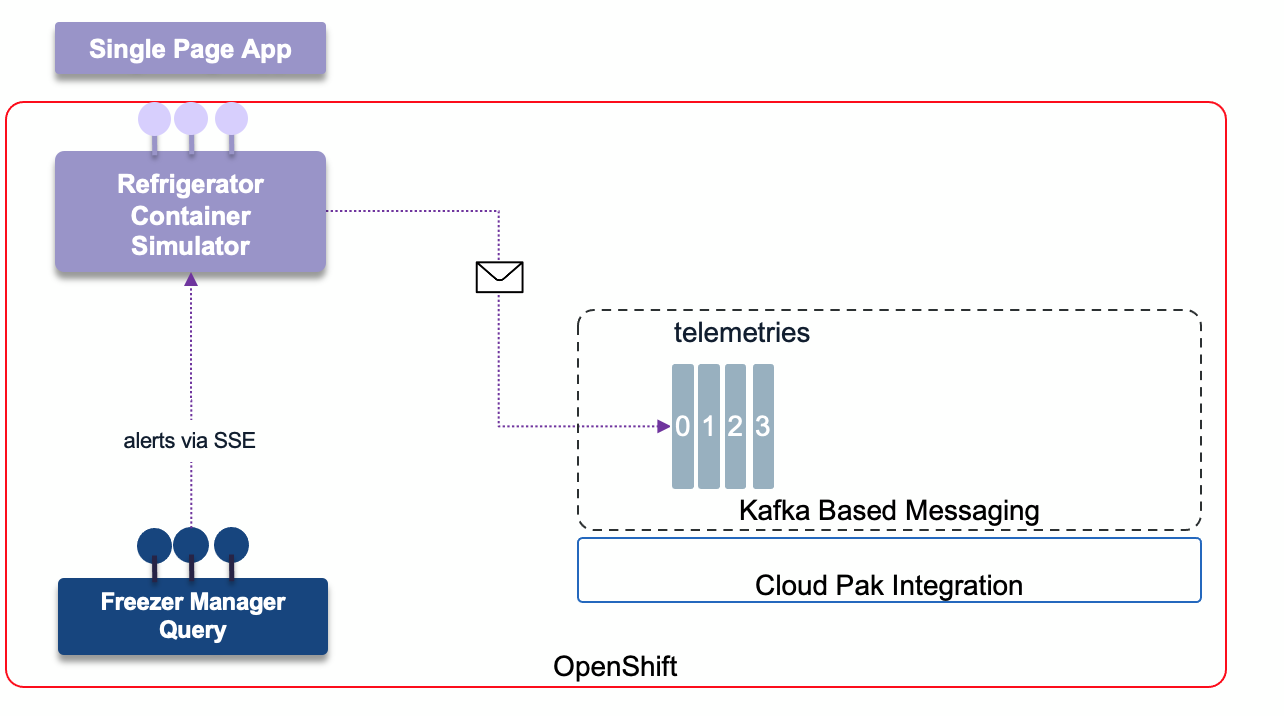 Single Page App
Refrigerator
Container
Simulator
telemetries
0 1 2 3
alerts via SSE
Kafka Based Messaging
Cloud Pak Integration
Freezer Manager
Query
OpenShift